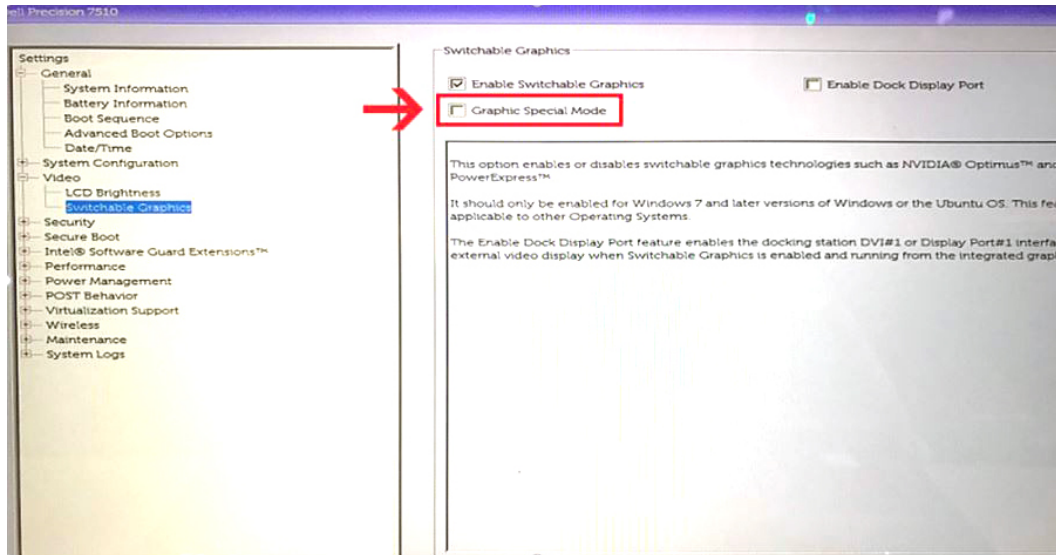 ell Precision 7510
Settings
General
System Information
Battery Information
Boot Sequence
Advanced Boot Options
Date/Time
System Configuration
Video
LCD Brightness
Switchable Graphics
Security
Secure Boot
Intel® Software Guard Extensions™
Performance
Power Management
POST Behavior
Virtualization Support
Wireless
Maintenance
System Logs
Switchable Graphics
Enable Switchable Graphics
Enable Dock Display Port
Graphic Special Mode
This option enables or disables switchable graphics technologies such as NVIDIA® Optimus™ and
PowerExpress™
It should only be enabled for Windows 7 and later versions of Windows or the Ubuntu OS. This fea
applicable to other Operating Systems.
The Enable Dock Display Port feature enables the docking station DVI#1 or Display Port#1 interfa
external video display when Switchable Graphics is enabled and running from the integrated grap